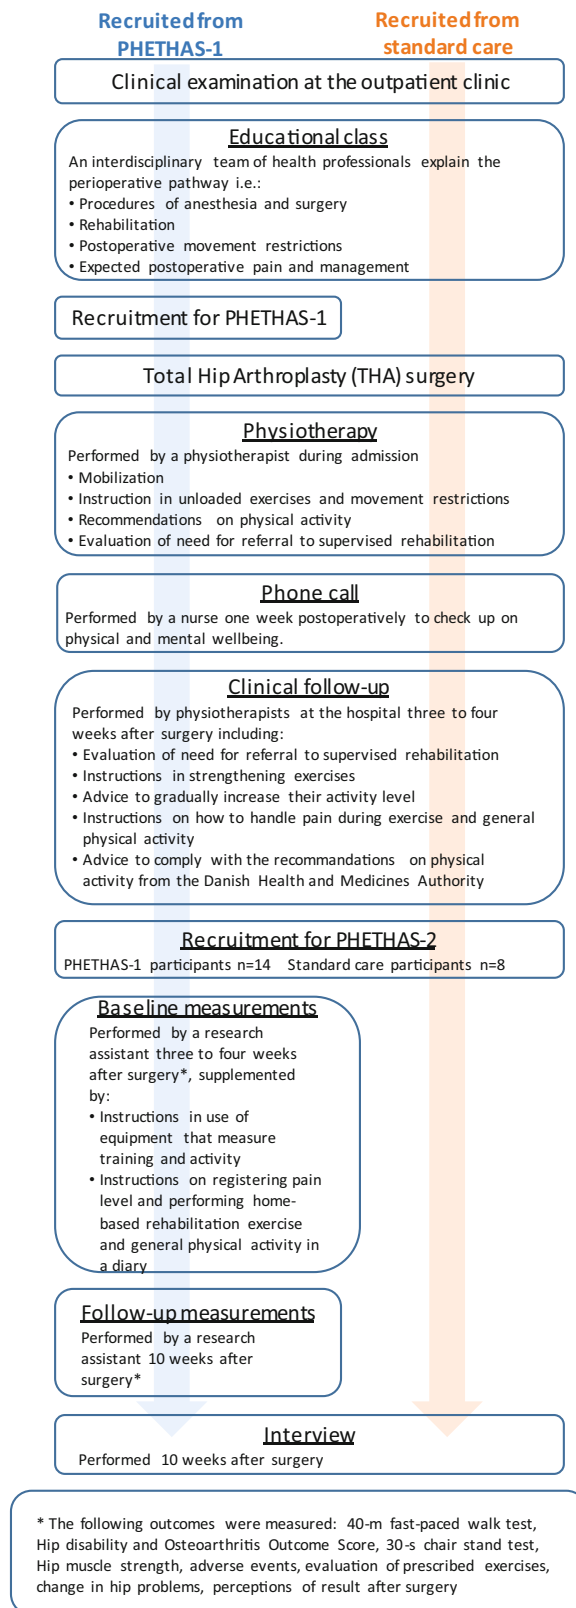 Recruited from
PHETHAS-1
Recruited from
standard care
Clinical examination at the outpatient clinic
Educational class
An interdisciplinary team of health professionals explain the
perioperative pathway i.e.:
• Procedures of anesthesia and surgery
• Rehabilitation
• Postoperative movement restrictions
• Expected postoperative pain and management
Recruitment for PHETHAS-1
Total Hip Arthroplasty (THA) surgery
Physiotherapy
Performed by a physiotherapist during admission
• Mobilization
• Instruction in unloaded exercises and movement restrictions
• Recommendations on physical activity
• Evaluation of need for referral to supervised rehabilitation
Phone call
Performed by a nurse one week postoperatively to check up on
physical and mental wellbeing.
Clinical follow-up
Performed by physiotherapists at the hospital three to four
weeks after surgery including:
• Evaluation of need for referral to supervised rehabilitation
• Instructions in strengthening exercises
• Advice to gradually increase their activity level
• Instructions on how to handle pain during exercise and general
physical activity
• Advice to comply with the recommandations on physical
activity from the Danish Health and Medicines Authority
Recruitment for PHETHAS-2
PHETHAS-1 participants n=14 Standard care participants n=8
Baseline measurements
Performed by a research
assistant three to four weeks
after surgery*, supplemented
by:
• Instructions in use of
equipment that measure
training and activity
• Instructions on registering pain
level and performing home-
based rehabilitation exercise
and general physical activity in
a diary
Follow-up measurements
Performed by a research
assistant 10 weeks after
surgery*
Interview
Performed 10 weeks after surgery
* The following outcomes were measured: 40-m fast-paced walk test,
Hip disability and Osteoarthritis Outcome Score, 30-s chair stand test,
Hip muscle strength, adverse events, evaluation of prescribed exercises,
change in hip problems, perceptions of result after surgery